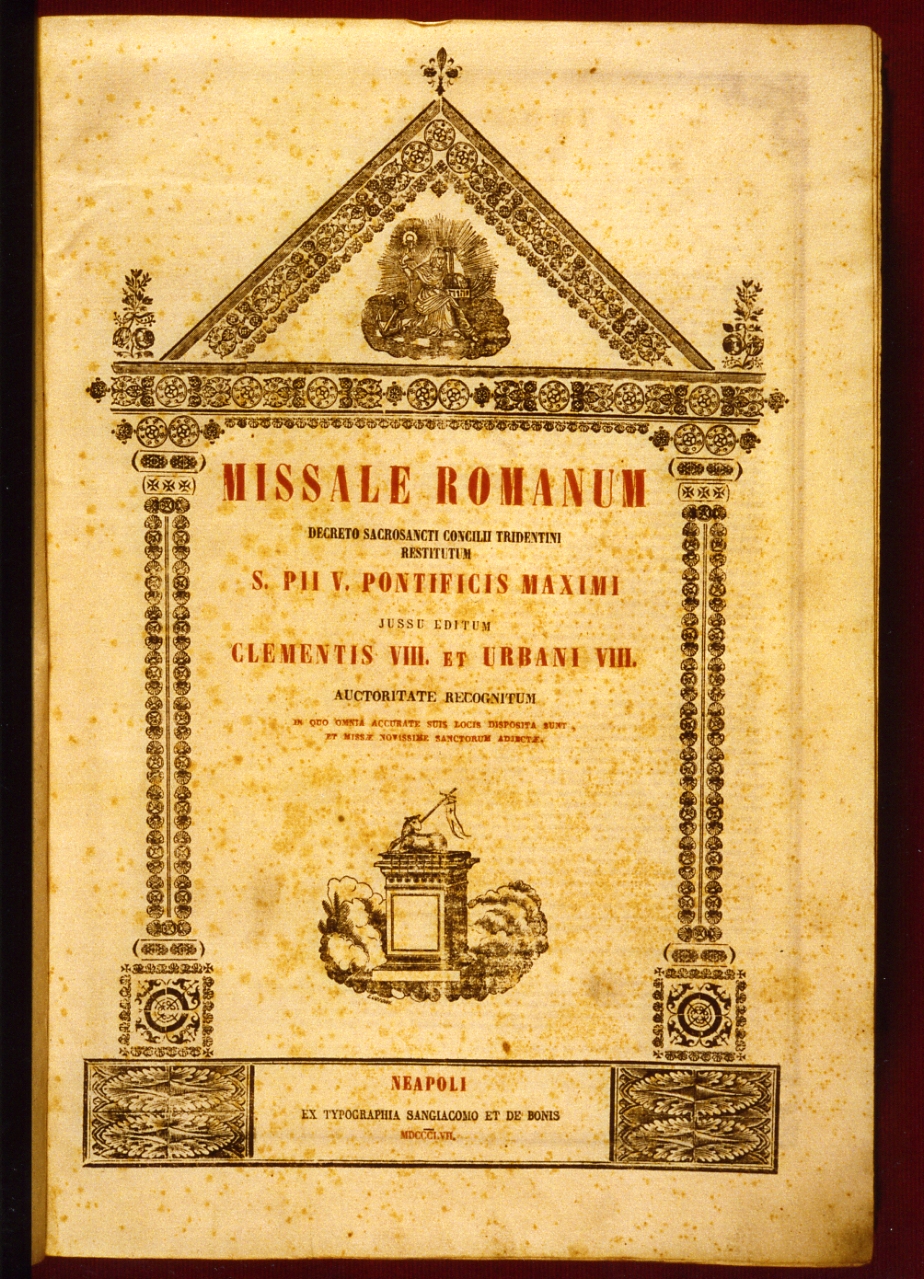 MISSALE ROMANUM
DECRETO SACROSANCTI CONCILII TRIDENTINI
RESTITUTUM
S. PII V. PONTIFICIS MAXIMI
JUSSU EDITUM
CLEMENTIS VIII. ET URBANI VIII.
AUCTORITATE RECOGNITUM
IN QUO OMNIA ACCURATE SUIS LOCIS DISPOSITA SUNT,
ET MISSÆ NOVISSIME SANCTORUM ADJECTÆ.
NEAPOLI
EX TYPOGRAPHIA SANGIACOMO ET DE BONIS
MDCCCLVII.